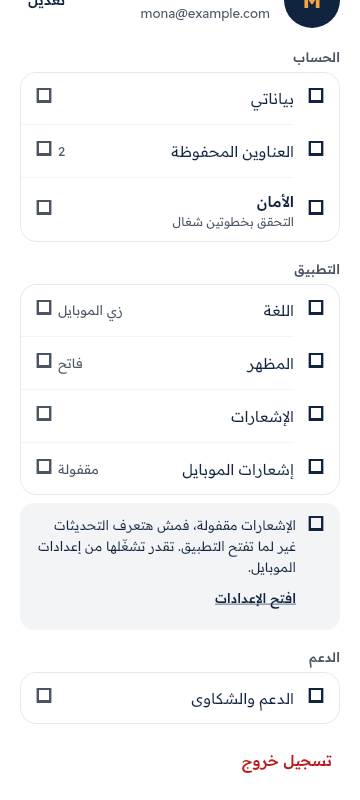 تعديل
mona@example.com
M
الحساب
بياناتي
العناوين المحفوظة
2
الأمان
التحقق بخطوتين شغال
التطبيق
اللغة
زي الموبايل
المظهر
فاتح
الإشعارات
إشعارات الموبايل
مقفولة
الإشعارات مقفولة، فمش هتعرف التحديثات
غير لما تفتح التطبيق. تقدر تشغّلها من إعدادات
الموبايل.
افتح الإعدادات
الدعم
الدعم والشكاوى
تسجيل خروج